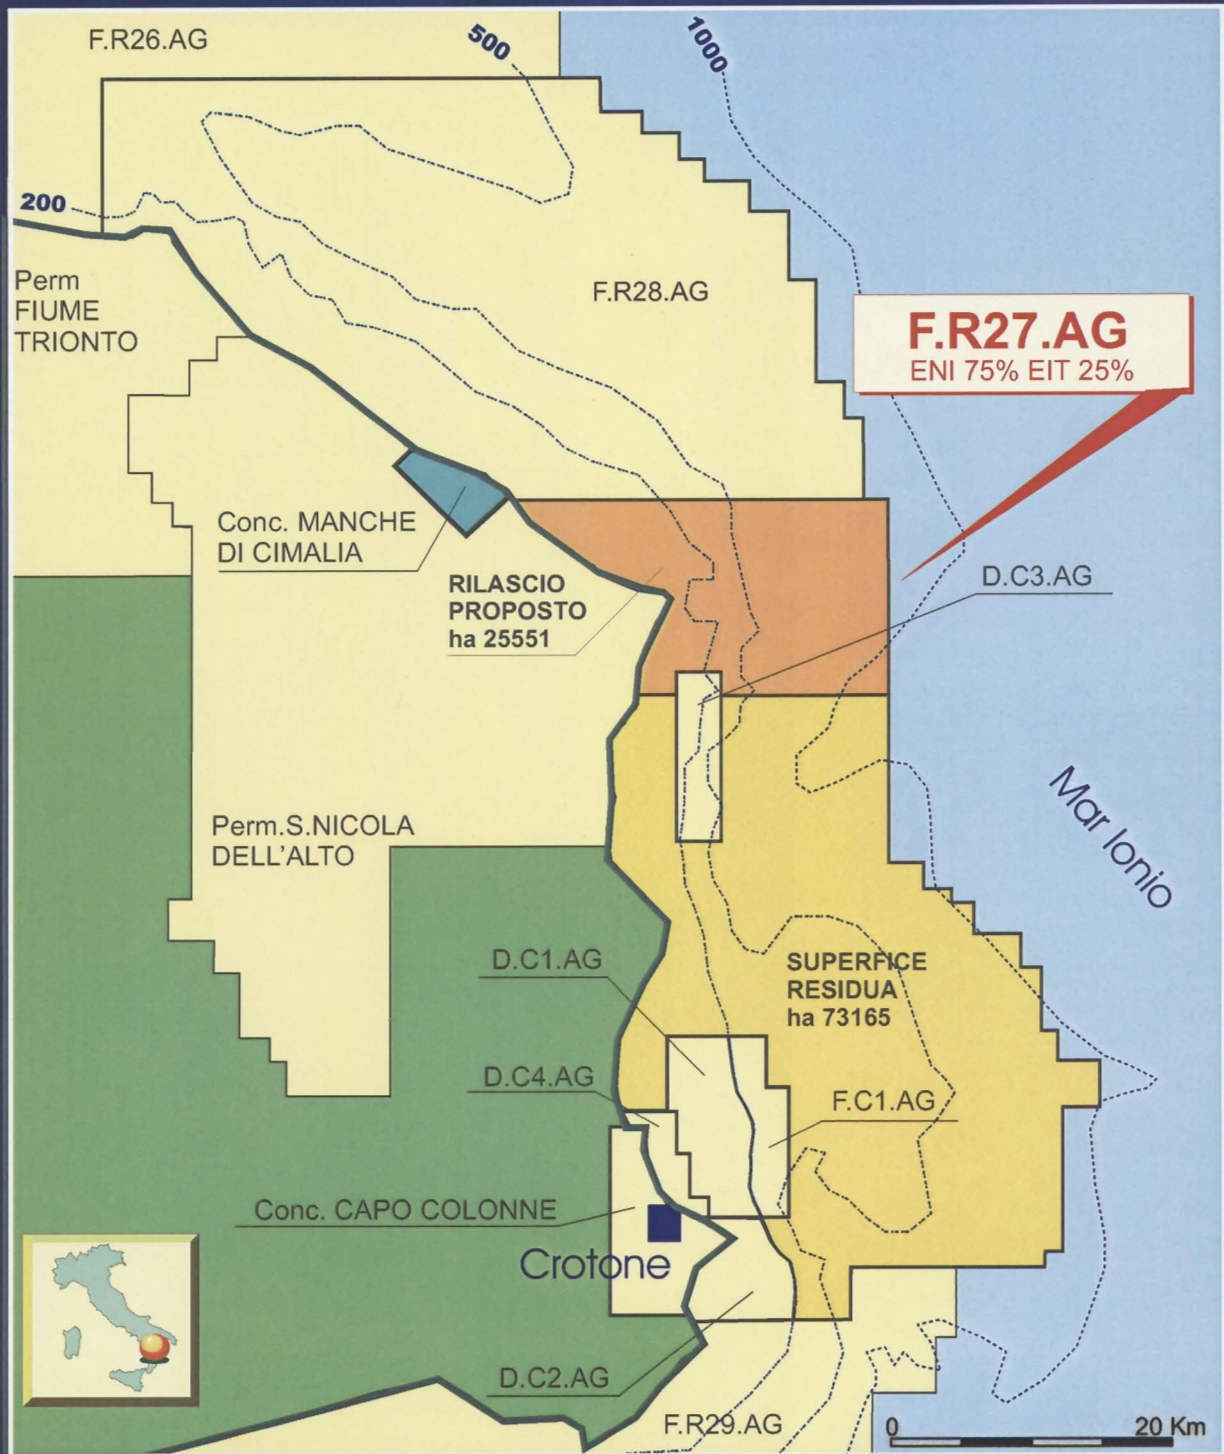 F.R26.AG
500
1000
200
Perm
FIUME
TRIONTO
F.R28.AG
F.R27.AG
ENI 75% EIT 25%
Conc. MANCHE
DI CIMALIA
RILASCIO
PROPOSTO
ha 25551
D.C3.AG
Mar Ionio
Perm.S.NICOLA
DELL'ALTO
D.C1.AG
SUPERFICE
RESIDUA
ha 73165
D.C4.AG
F.C1.AG
Conc. CAPO COLONNE
Crotone
D.C2.AG
F.R29.AG
0
20 Km